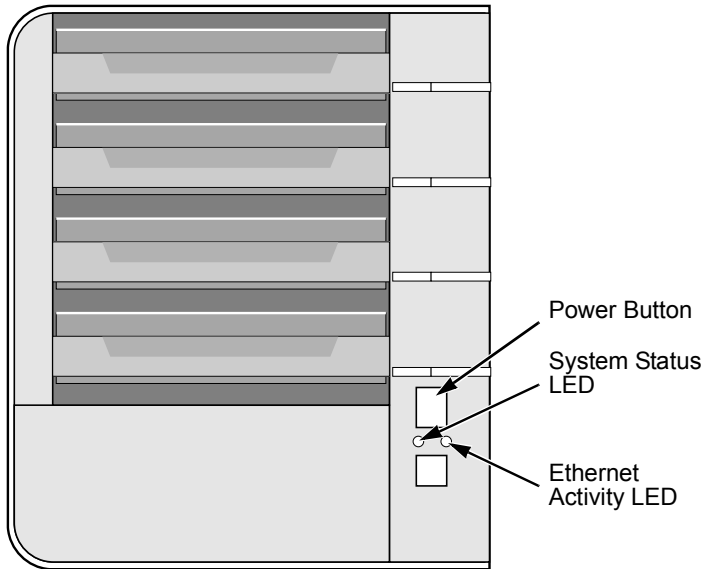 Power Button
System Status
LED
Ethernet
Activity LED